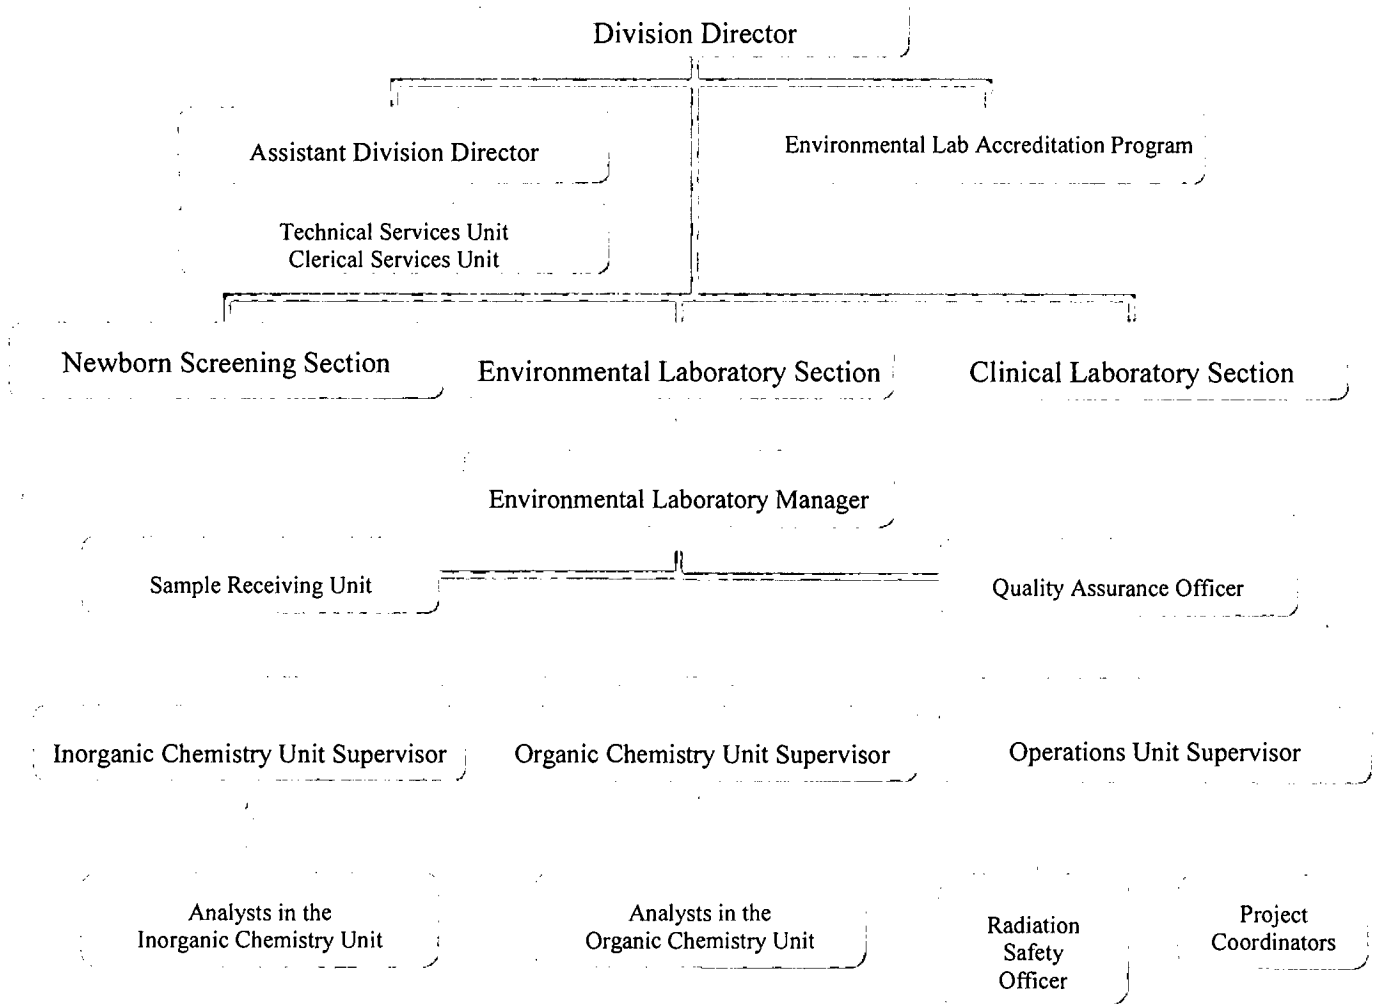 Division Director
Assistant Division Director
Environmental Lab Accreditation Program
Technical Services Unit
Clerical Services Unit
Newborn Screening Section
Environmental Laboratory Section
Clinical Laboratory Section
Environmental Laboratory Manager
Sample Receiving Unit
Quality Assurance Officer
Inorganic Chemistry Unit Supervisor
Organic Chemistry Unit Supervisor
Operations Unit Supervisor
Analysts in the
Inorganic Chemistry Unit
Analysts in the
Organic Chemistry Unit
Radiation
Safety
Officer
Project
Coordinators